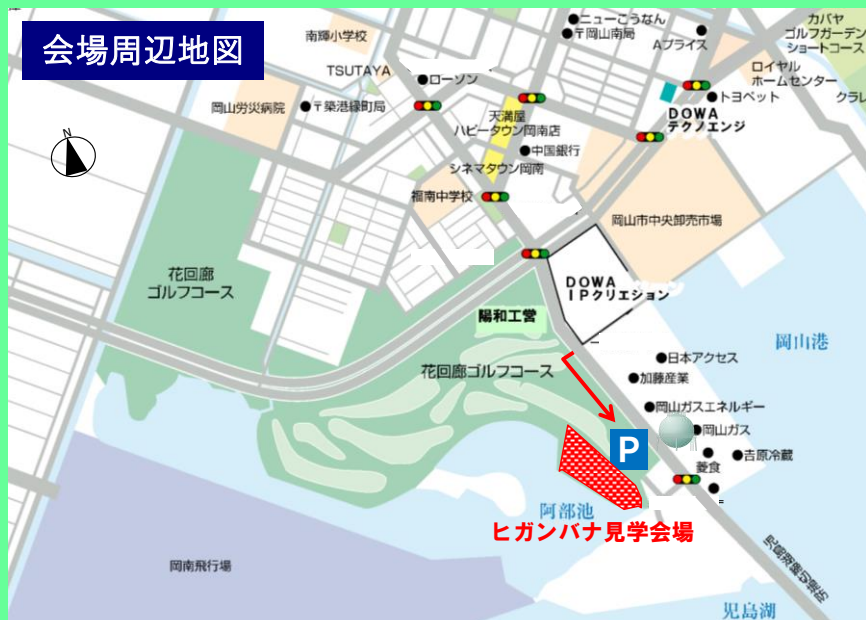 会場周辺地図
南輝小学校
TSUTAYA
●ローソン
岡山労災病院
●〒築港緑町局
N
●ニューこうなん
●〒岡山南局
Aプライス
カバヤ
ゴルフガーデン
ショートコース
ロイヤル
ホームセンター
●トヨペット
クラレ
DOWA
テクノエンジ
天満屋
ハピータウン岡南店
●中国銀行
シネマタウン岡南
福南中学校
岡山市中央卸売市場
花回廊
ゴルフコース
DOWA
IPクリエション
陽和工営
岡山港
花回廊ゴルフコース
●日本アクセス
●加藤産業
●岡山ガスエネルギー
●岡山ガス
P
菱食
●吉原冷蔵
阿部池
ヒガンバナ見学会場
岡南飛行場
児島湖